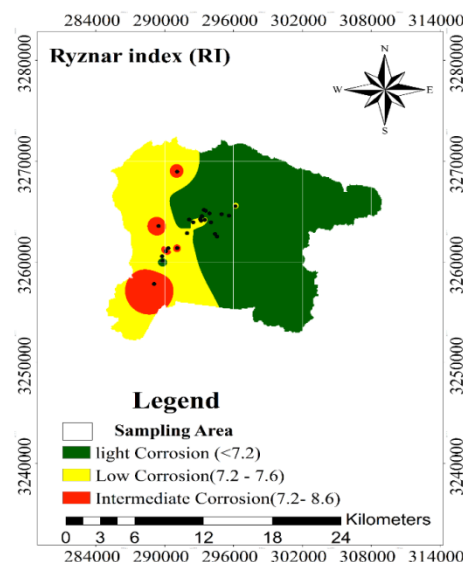 284000 290000 296000 302000 308000 314000
Ryznar index (RI)
N
W E
S
3280000 3280000
3270000 3270000
3260000 3260000
3250000 3250000
3240000 3240000
Legend
Sampling Area
light Corrosion (<7.2)
Low Corrosion (7.2 - 7.6)
Intermediate Corrosion(7.2- 8.6)
Kilometers
0 3 6 12 18 24
284000 290000 296000 302000 308000 314000